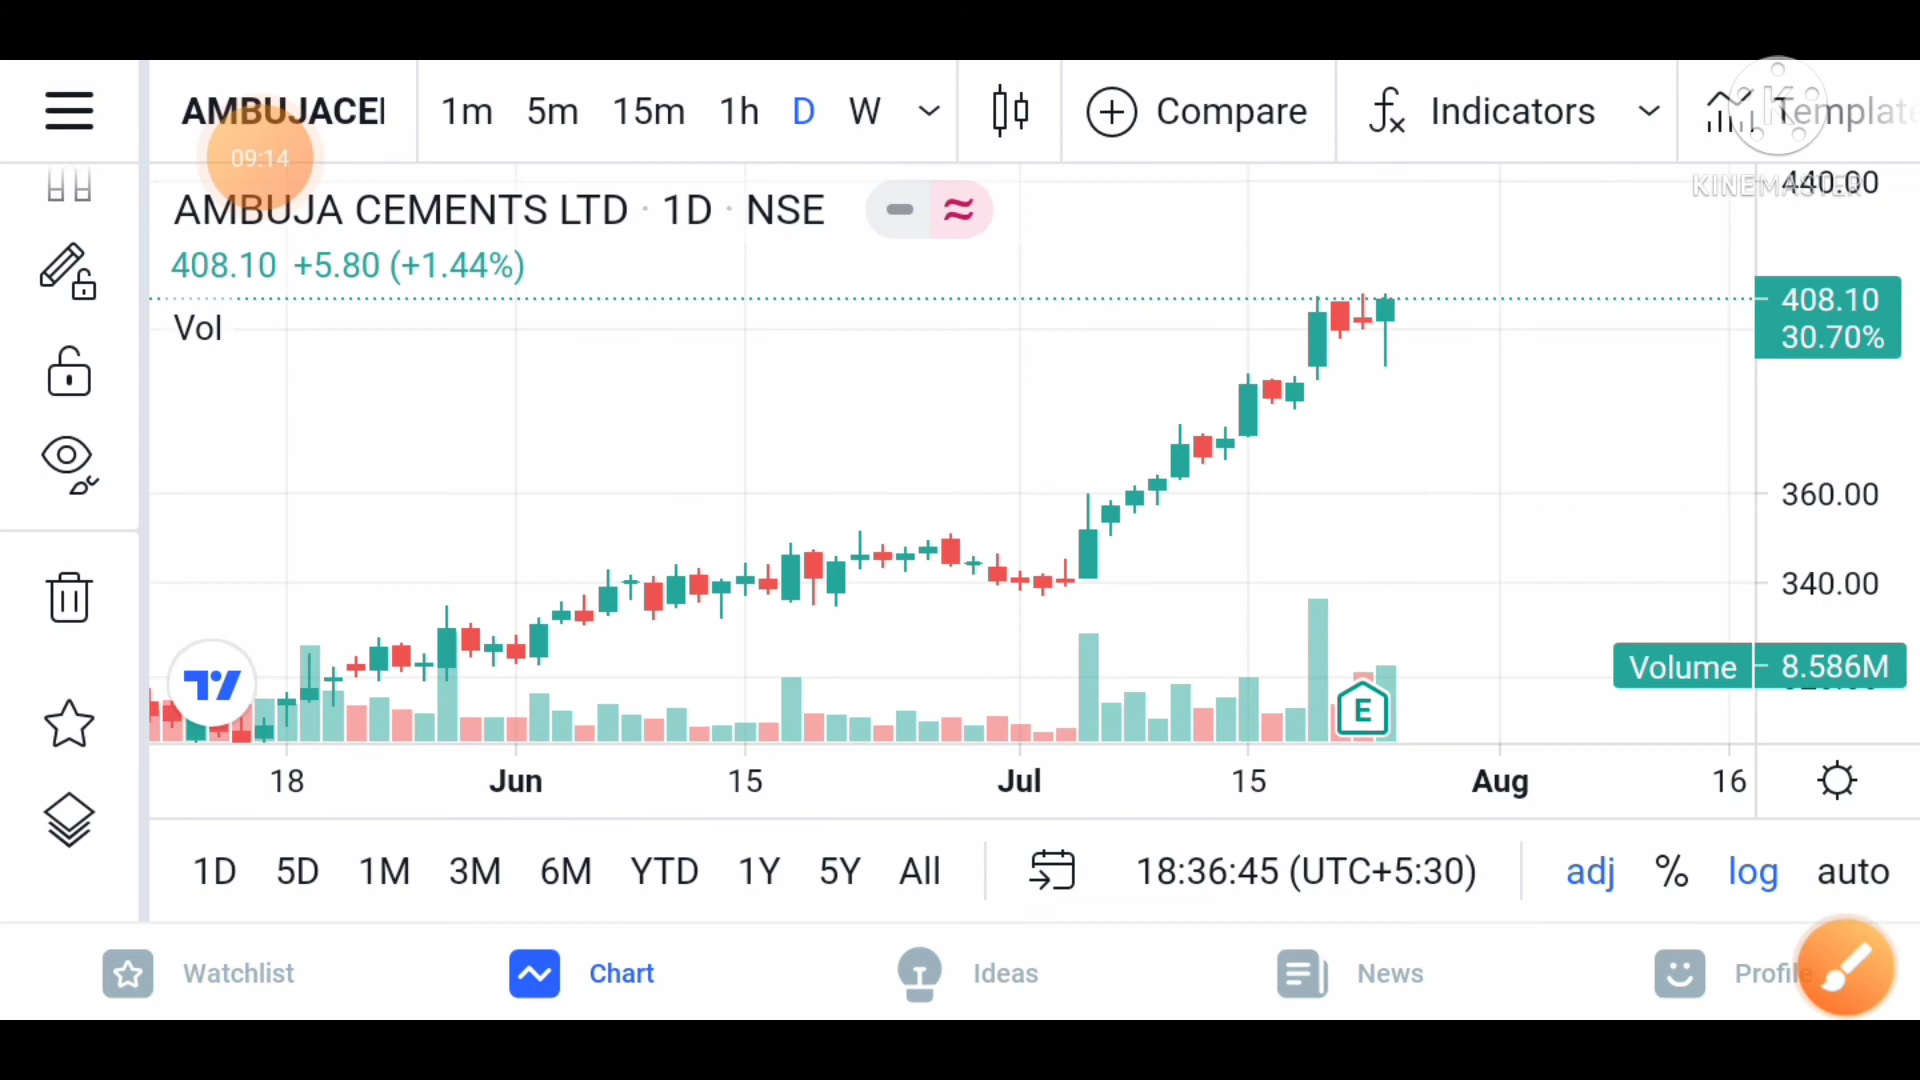 AMBUJACEI 1m 5m 15m 1h D W Compare fx Indicators Template
09:14
KINEMASTER 440.00
AMBUJA CEMENTS LTD · 1D · NSE
408.10 +5.80 (+1.44%)
408.10
30.70%
Vol
360.00
340.00
Volume 8.586M
E
18 Jun 15 Jul 15 Aug 16
1D 5D 1M 3M 6M YTD 1Y 5Y All 18:36:45 (UTC+5:30) adj % log auto
Watchlist Chart Ideas News Profile